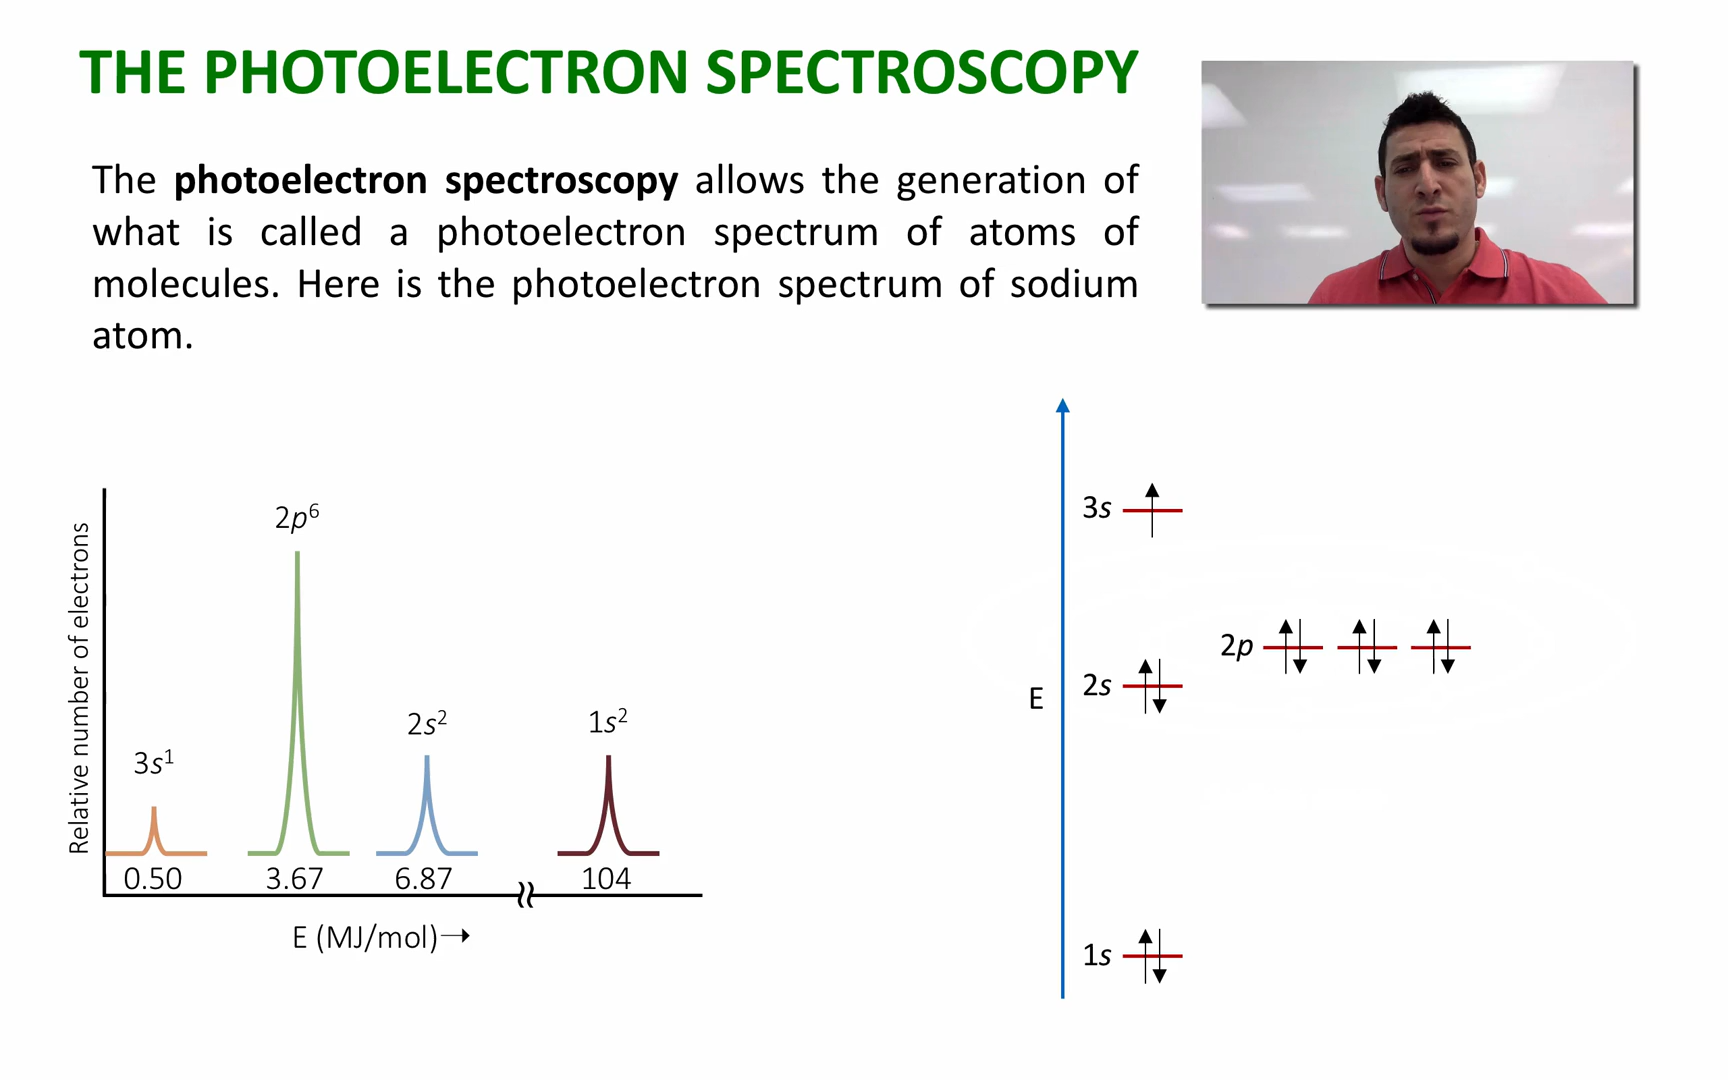 THE PHOTOELECTRON SPECTROSCOPY
The photoelectron spectroscopy allows the generation of
what is called a photoelectron spectrum of atoms of
molecules. Here is the photoelectron spectrum of sodium
atom.
Relative number of electrons
3s¹
2p⁶
2s²
1s²
0.50 3.67 6.87 104
E (MJ/mol)→
E
3s
2p
2s
1s